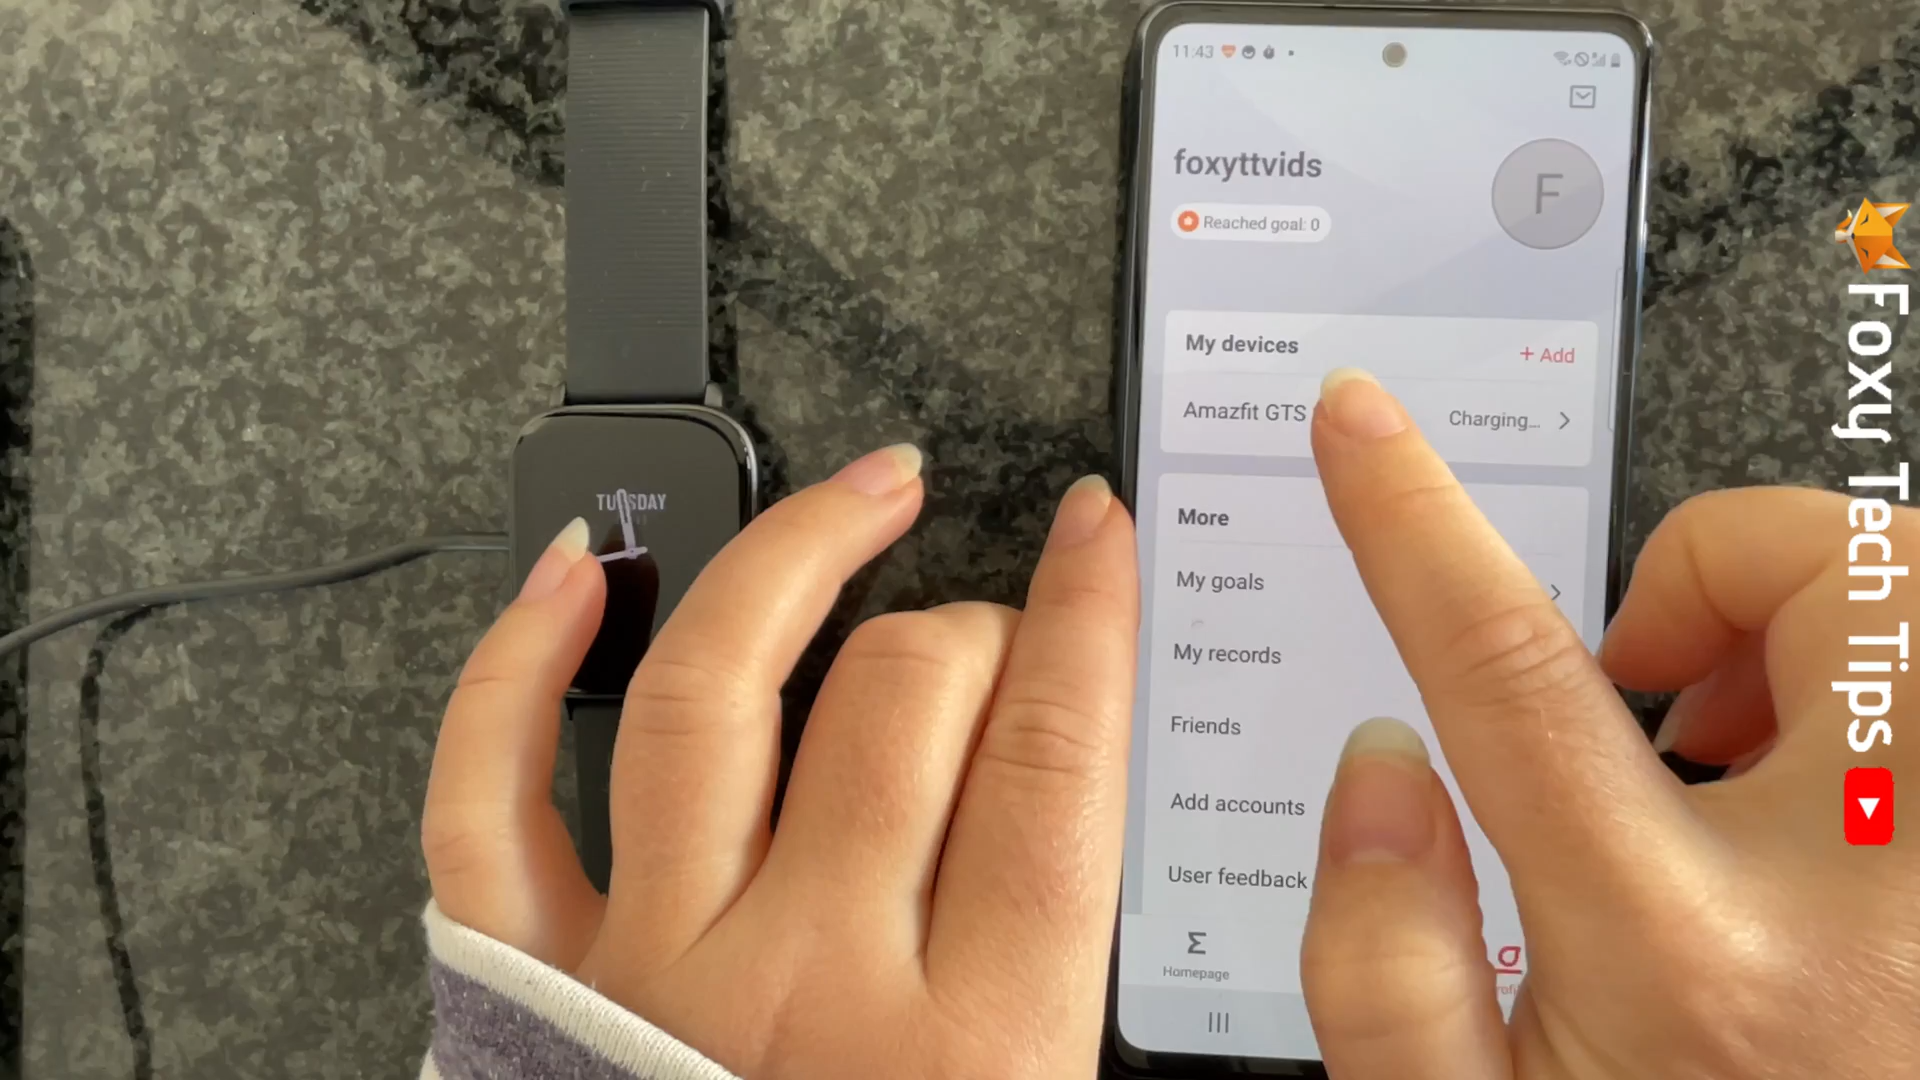 11:43
foxyttvids
F
Reached goal: 0
My devices
+ Add
Amazfit GTS
Charging...
More
My goals
My records
Friends
Add accounts
User feedback
Homepage
TUESDAY
Foxy Tech Tips